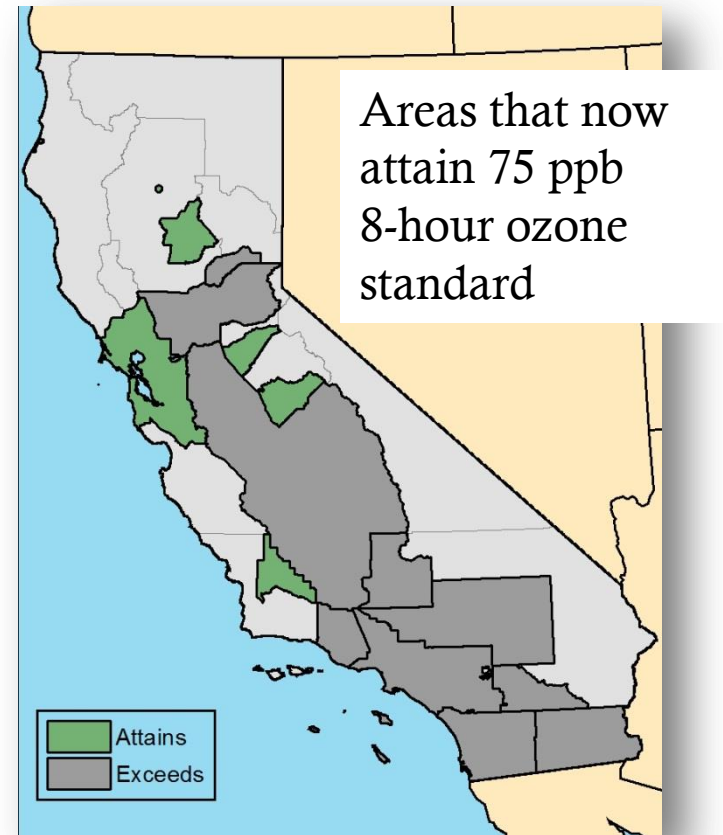 Areas that now
attain 75 ppb
8-hour ozone
standard
Attains
Exceeds